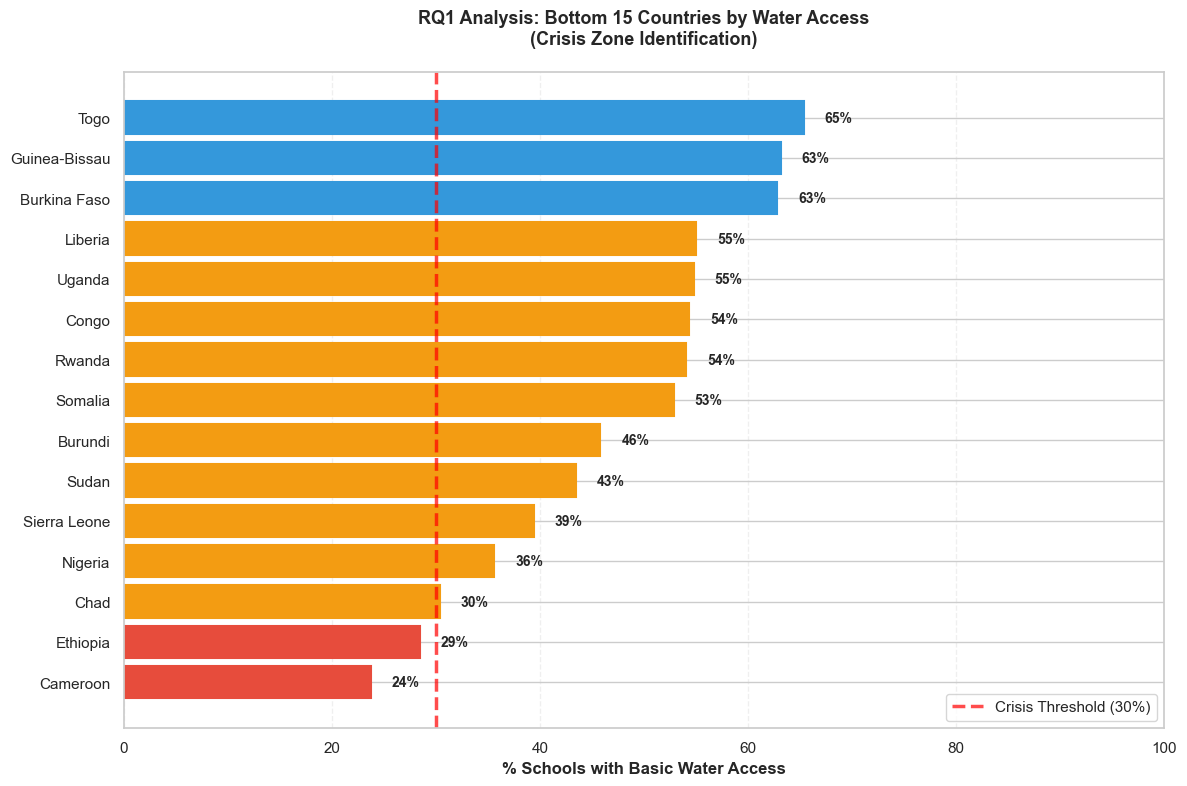 RQ1 Analysis: Bottom 15 Countries by Water Access
(Crisis Zone Identification)
Togo 65%
Guinea-Bissau 63%
Burkina Faso 63%
Liberia 55%
Uganda 55%
Congo 54%
Rwanda 54%
Somalia 53%
Burundi 46%
Sudan 43%
Sierra Leone 39%
Nigeria 36%
Chad 30%
Ethiopia 29%
Cameroon 24%
Crisis Threshold (30%)
0 20 40 60 80 100
% Schools with Basic Water Access